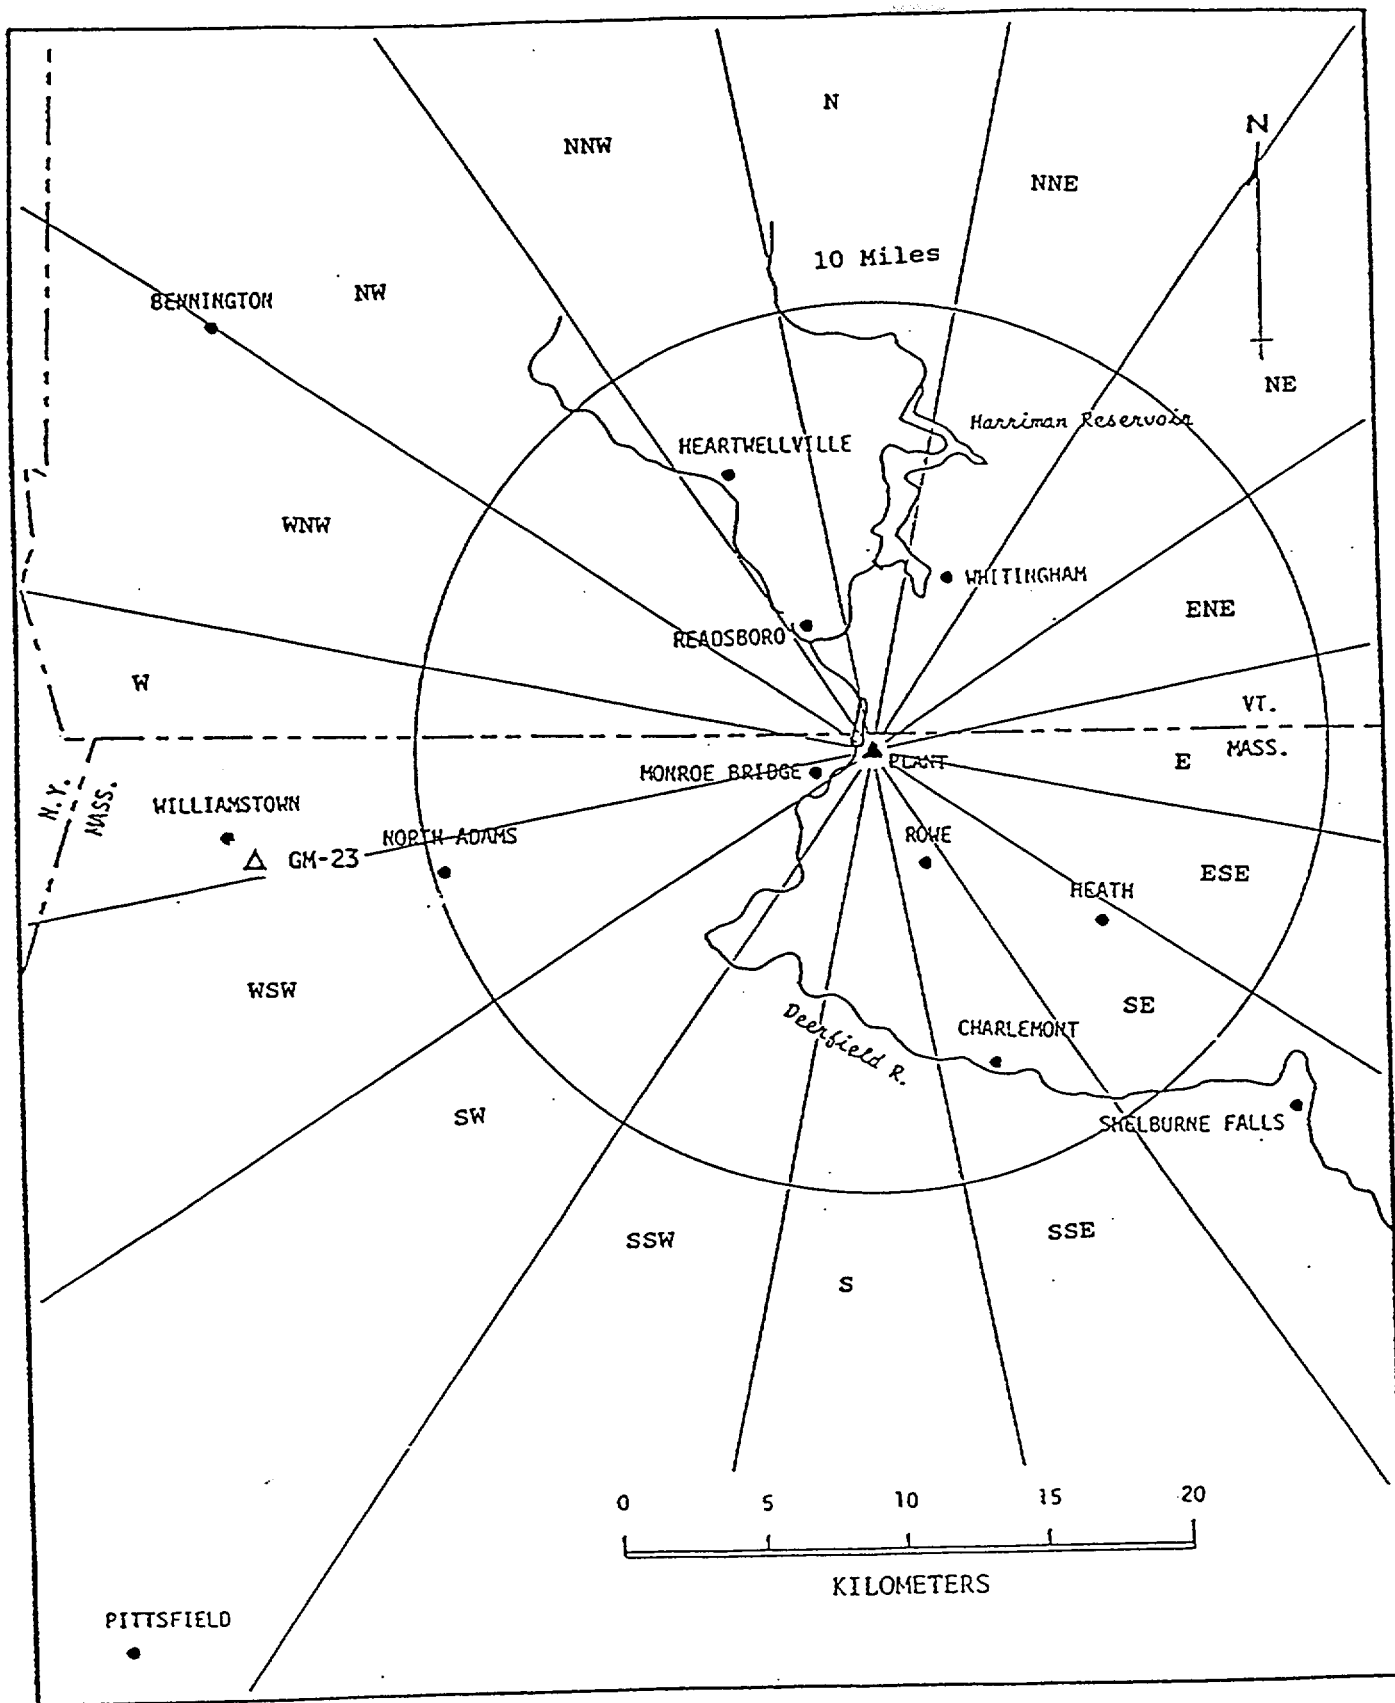 N
NNW
N
NNE
10 Miles
NW
BENNINGTON
NE
Harriman Reservoir
HEARTWELLVILLE
WNW
WHITINGHAM
ENE
READSBORO
W
VT.
MASS.
E
PLANT
MONROE BRIDGE
N.Y.
MASS.
WILLIAMSTOWN
NORTH ADAMS
ROWE
GM-23
ESE
HEATH
WSW
SE
Deerfield R.
CHARLEMONT
SW
SHELBURNE FALLS
SSW
SSE
S
0 5 10 15 20
KILOMETERS
PITTSFIELD